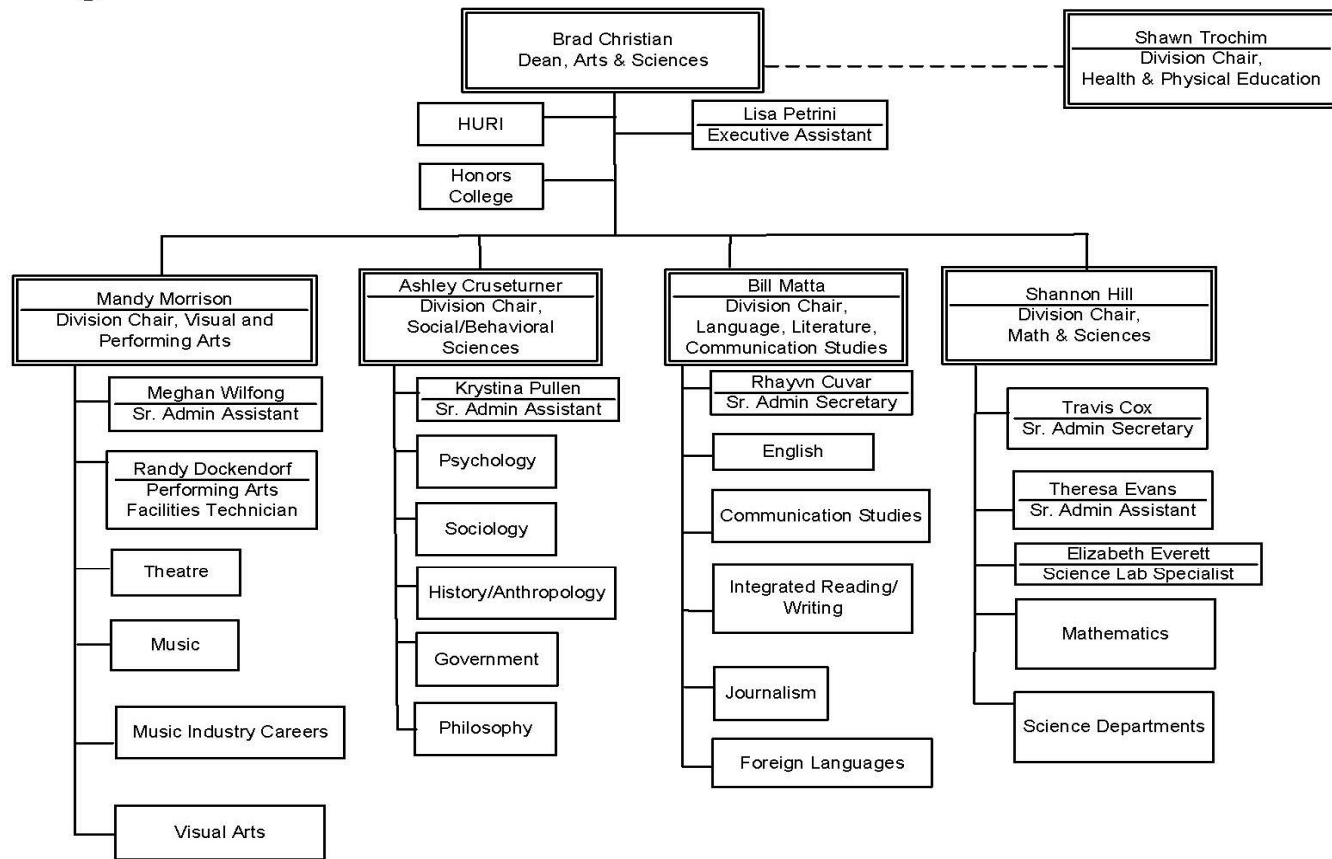 Brad Christian
Dean, Arts & Sciences
Shawn Trochim
Division Chair,
Health & Physical Education
HURI
Lisa Petrini
Executive Assistant
Honors
College
Mandy Morrison
Division Chair, Visual and
Performing Arts
Meghan Wilfong
Sr. Admin Assistant
Randy Dockendorf
Performing Arts
Facilities Technician
Theatre
Music
Music Industry Careers
Visual Arts
Ashley Cruseturner
Division Chair,
Social/Behavioral
Sciences
Krystina Pullen
Sr. Admin Assistant
Psychology
Sociology
History/Anthropology
Government
Philosophy
Bill Matta
Division Chair,
Language, Literature,
Communication Studies
Rhayvn Cuvar
Sr. Admin Secretary
English
Communication Studies
Integrated Reading/
Writing
Journalism
Foreign Languages
Shannon Hill
Division Chair,
Math & Sciences
Travis Cox
Sr. Admin Secretary
Theresa Evans
Sr. Admin Assistant
Elizabeth Everett
Science Lab Specialist
Mathematics
Science Departments